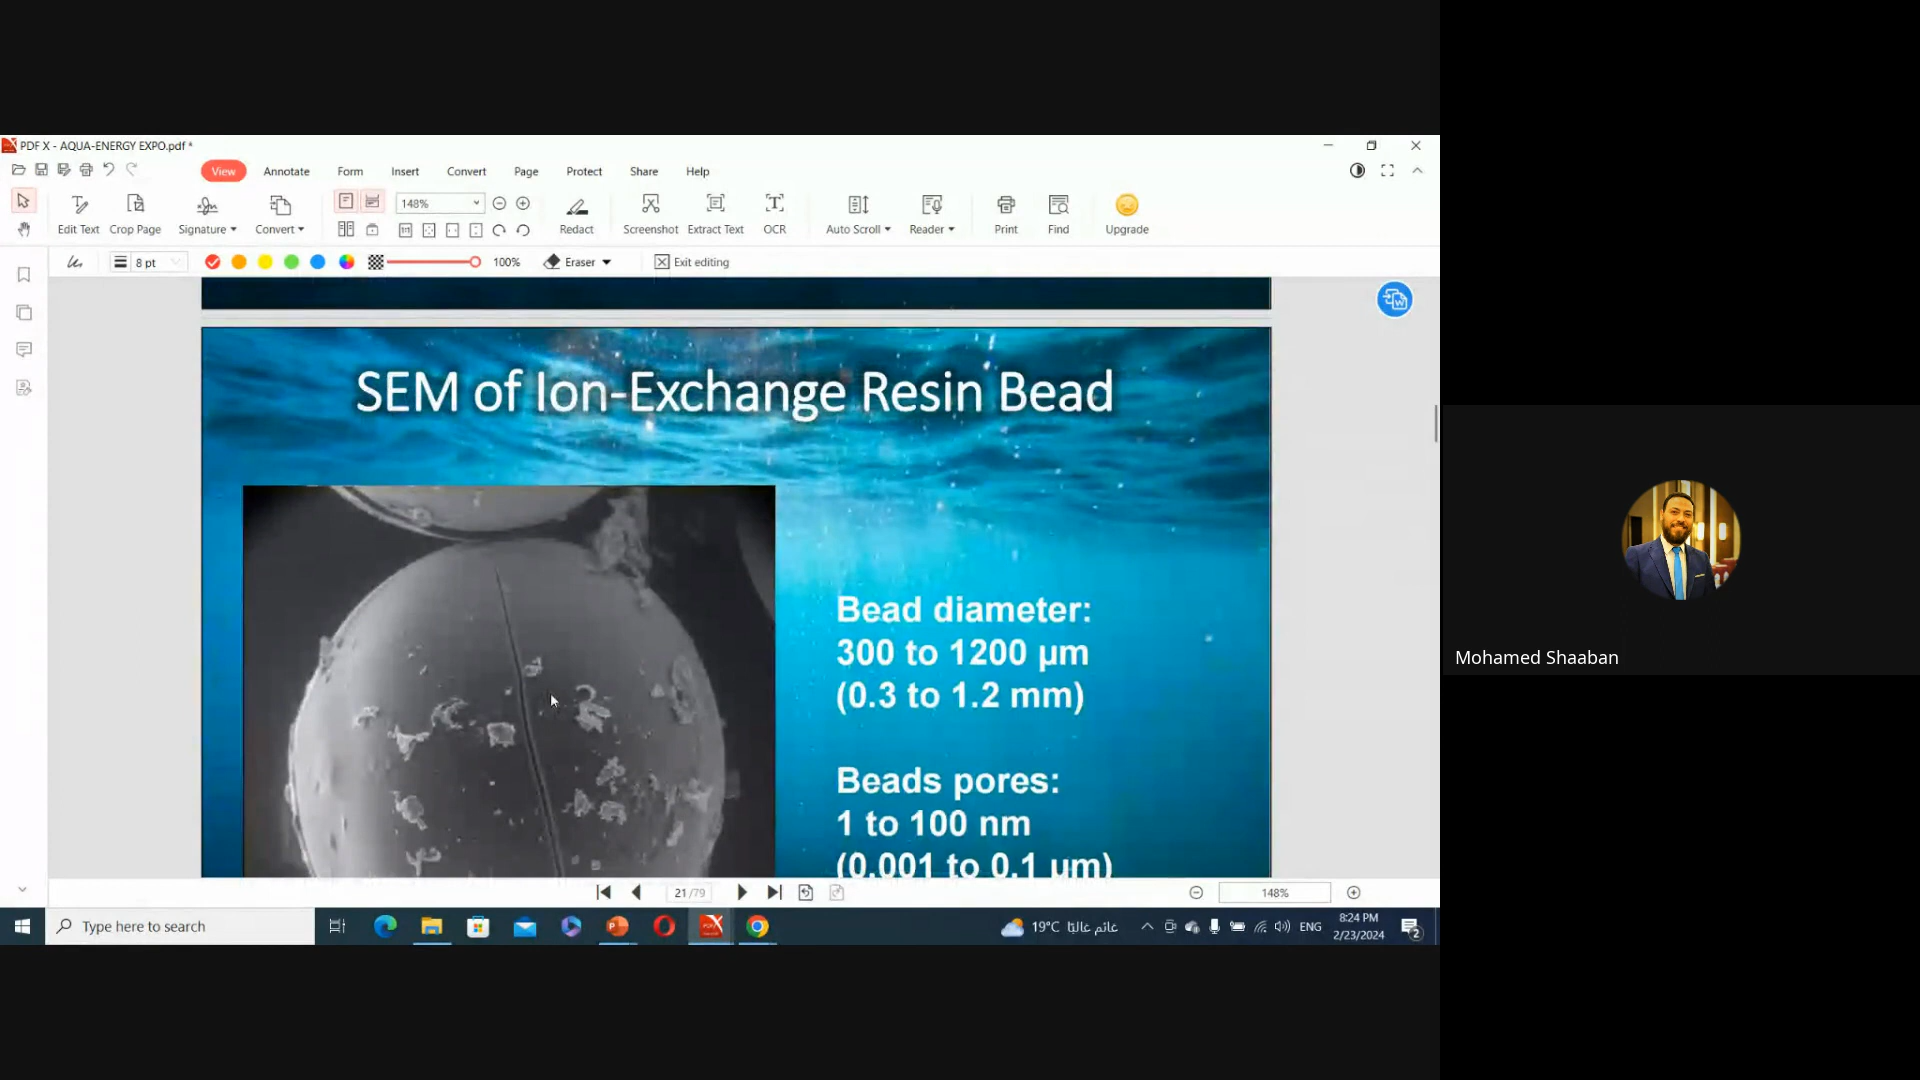 PDF X - AQUA-ENERGY EXPO.pdf *
View Annotate Form Insert Convert Page Protect Share Help
148%
Edit Text Crop Page Signature Convert Redact Screenshot Extract Text OCR Auto Scroll Reader Print Find Upgrade
8 pt 100% Eraser Exit editing
SEM of Ion-Exchange Resin Bead
Bead diameter:
300 to 1200 µm
(0.3 to 1.2 mm)
Beads pores:
1 to 100 nm
(0.001 to 0.1 µm)
Mohamed Shaaban
21 /79 148%
Type here to search
19°C غائم غالبًا ENG
8:24 PM
2/23/2024
2